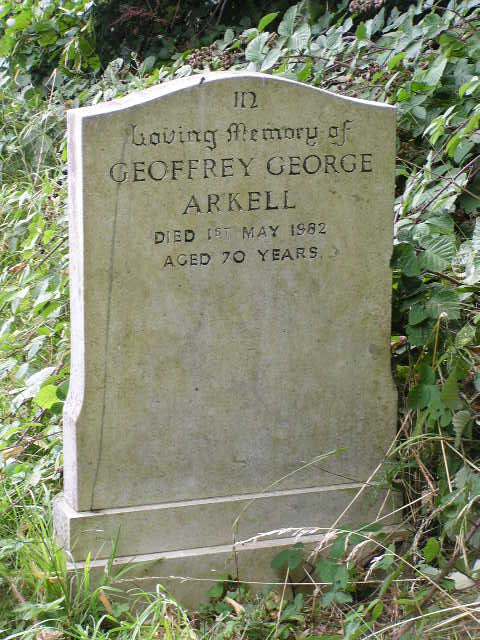 In
Loving Memory of
GEOFFREY GEORGE
ARKELL
DIED 1ST MAY 1982
AGED 70 YEARS.